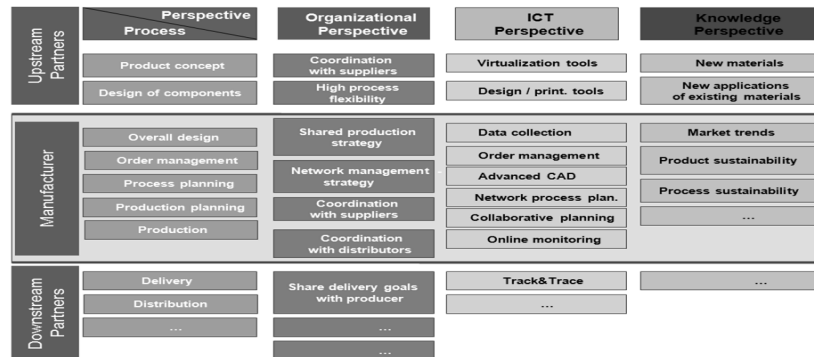 Perspective
Process
Organizational
Perspective
ICT
Perspective
Knowledge
Perspective
Upstream
Partners
Product concept
Design of components
Coordination
with suppliers
High process
flexibility
Virtualization tools
Design / print. tools
New materials
New applications
of existing materials
Manufacturer
Overall design
Order management
Process planning
Production planning
Production
Shared production
strategy
Network management
strategy
Coordination
with suppliers
Coordination
with distributors
Data collection
Order management
Advanced CAD
Network process plan.
Collaborative planning
Online monitoring
Market trends
Product sustainability
Process sustainability
...
Downstream
Partners
Delivery
Distribution
...
Share delivery goals
with producer
...
...
Track&Trace
...
...